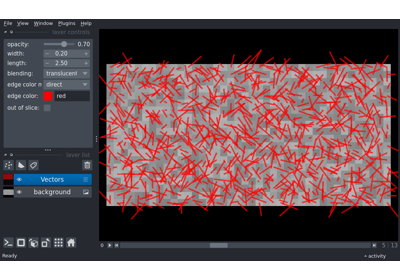 File View Window Plugins Help
layer controls
opacity: 0.70
width: 0.20
length: 2.50
blending: translucent
edge color m direct
edge color: red
out of slice:
layer list
Vectors
background
0 5 13
Ready activity